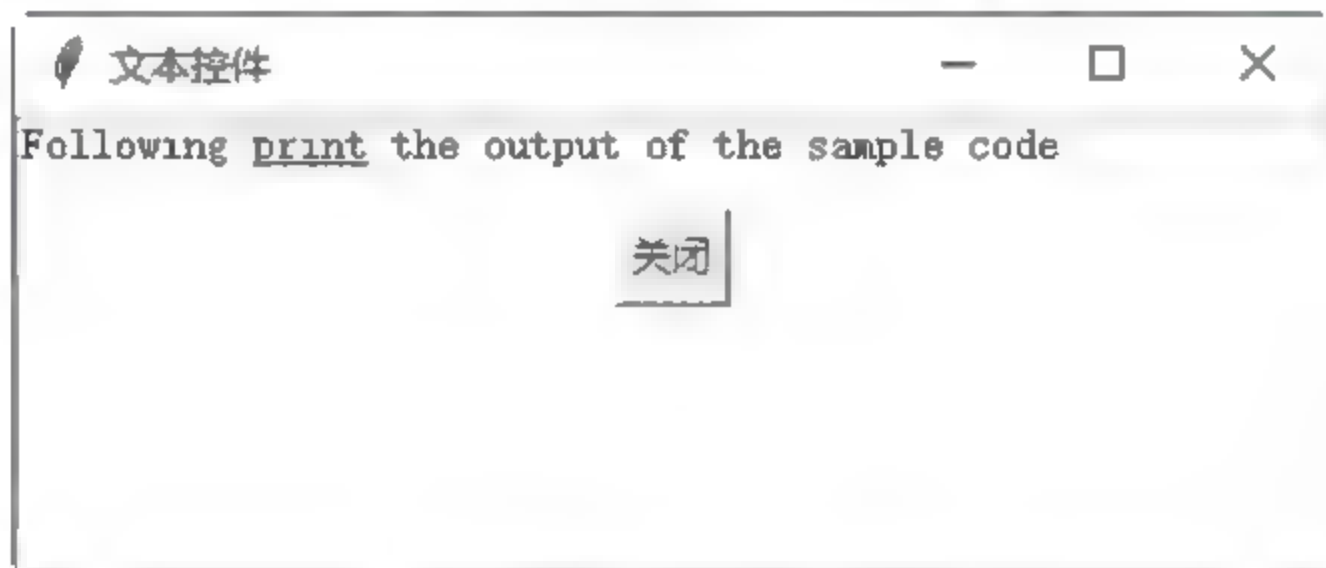 文本控件
Following print the output of the sample code
关闭